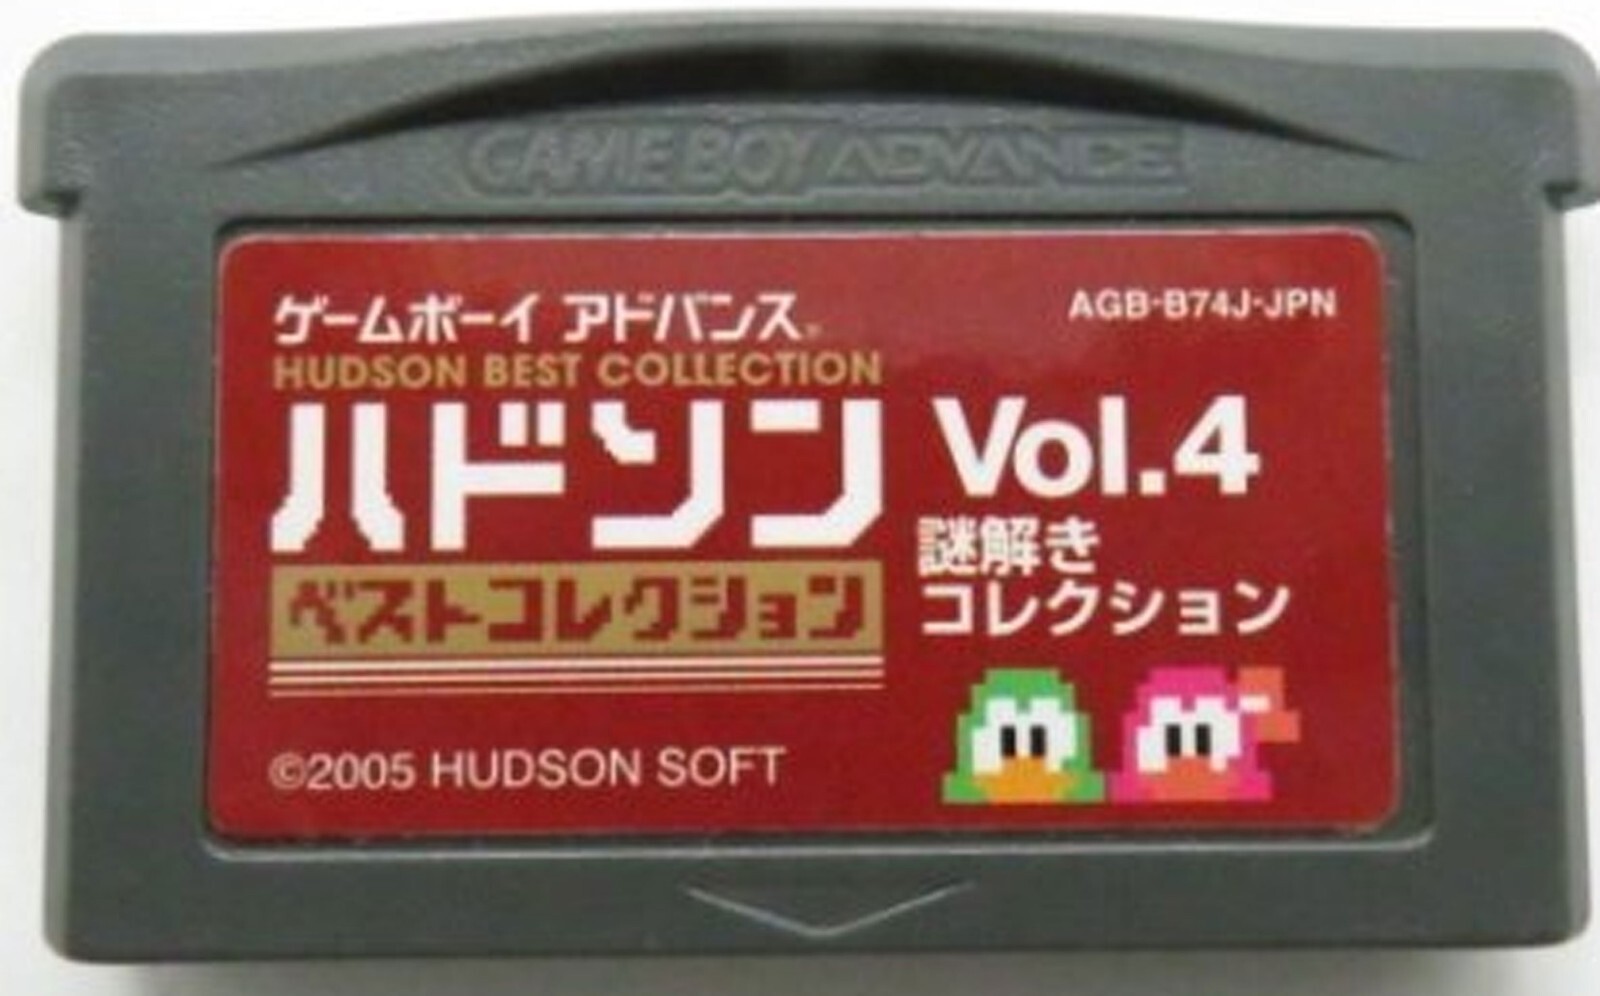 GAME BOY ADVANCE
ゲームボーイ アドバンス
AGB-B74J-JPN
HUDSON BEST COLLECTION
ハドソン
ベストコレクション
Vol.4
謎解き
コレクション
©2005 HUDSON SOFT